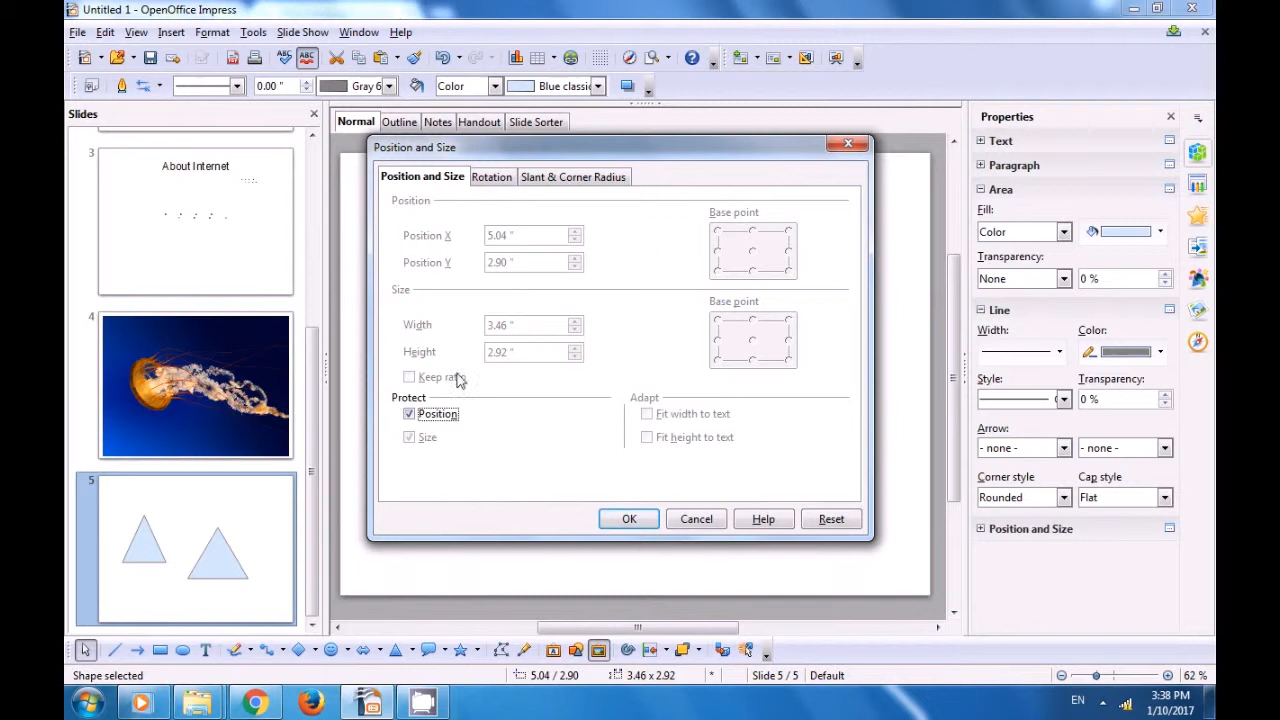 Untitled 1 - OpenOffice Impress
File Edit View Insert Format Tools Slide Show Window Help
0.00 " Gray 6 Color Blue classic
Slides
Normal Outline Notes Handout Slide Sorter
3
About Internet
4
5
Position and Size
Position and Size Rotation Slant & Corner Radius
Position
Position X 5.04 "
Position Y 2.90 "
Base point
Size
Width 3.46 "
Height 2.92 "
Keep ratio
Base point
Protect
Position
Size
Adapt
Fit width to text
Fit height to text
OK Cancel Help Reset
Properties
Text
Paragraph
Area
Fill:
Color
Transparency:
None 0 %
Line
Width: Color:
Style: Transparency:
0 %
Arrow:
- none - - none -
Corner style Cap style
Rounded Flat
Position and Size
Shape selected 5.04 / 2.90 3.46 x 2.92 * Slide 5 / 5 Default 62 %
EN 3:38 PM
1/10/2017